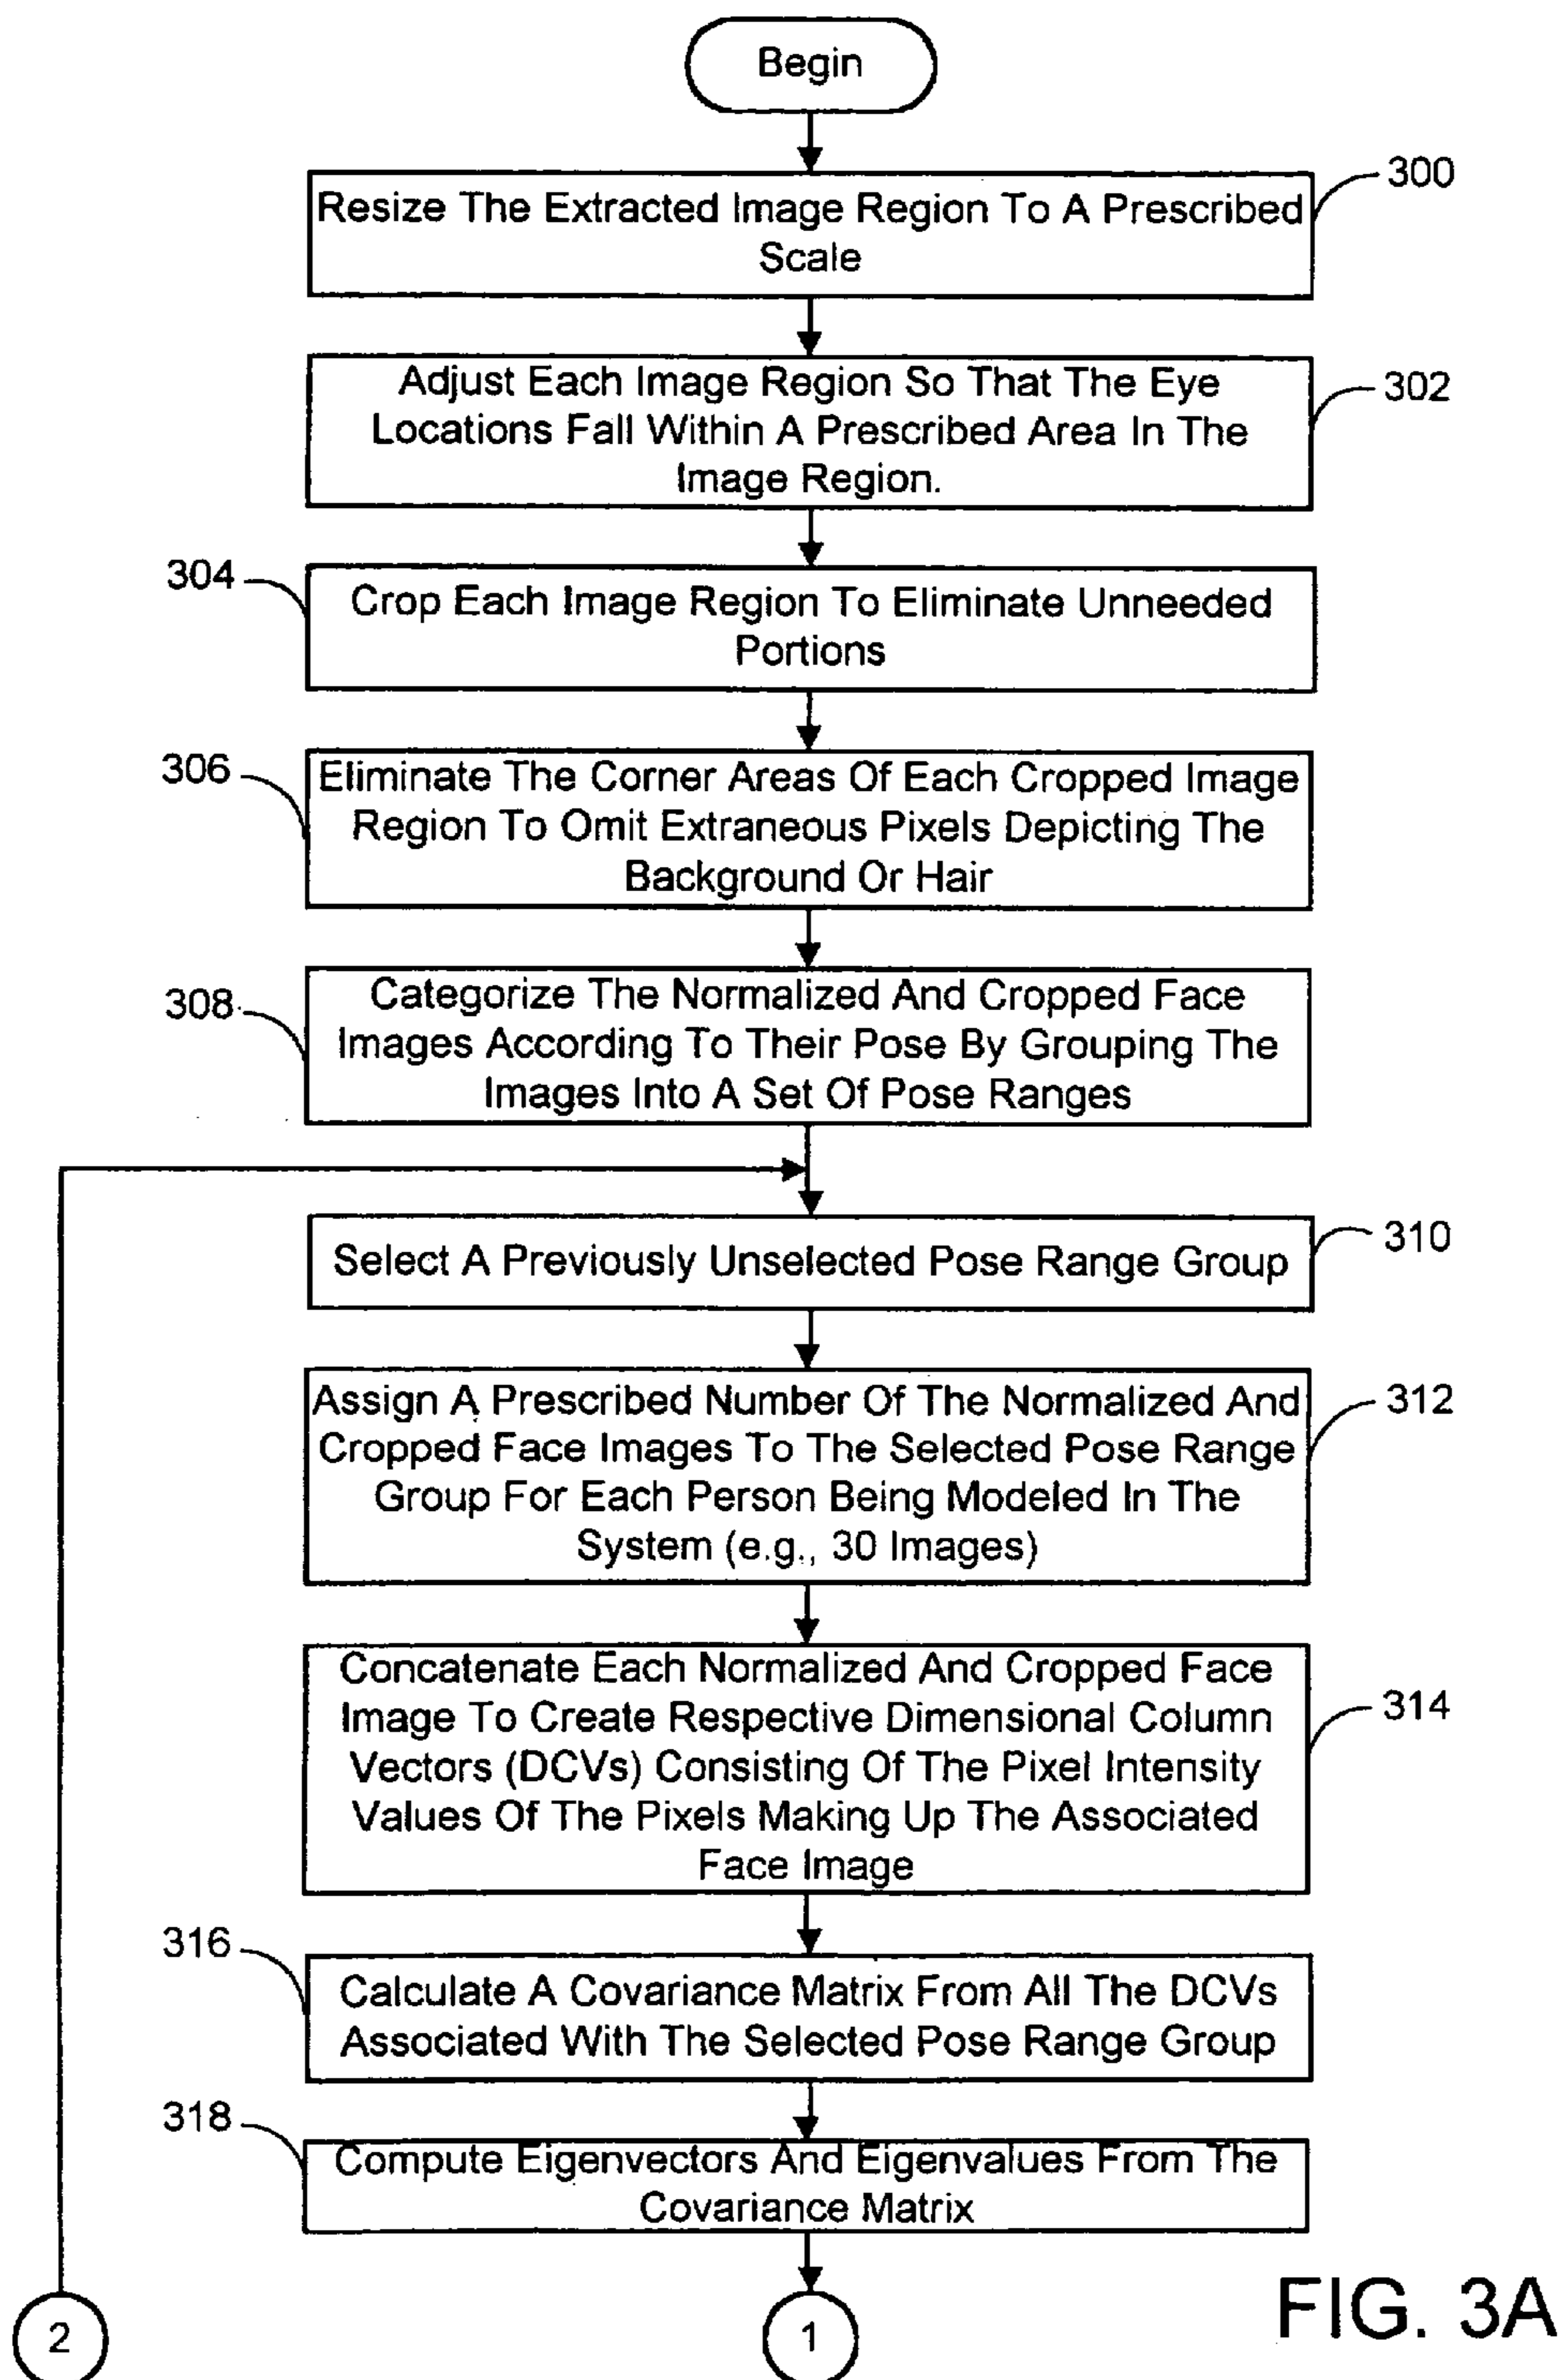 Begin
300
Resize The Extracted Image Region To A Prescribed
Scale
302
Adjust Each Image Region So That The Eye
Locations Fall Within A Prescribed Area In The
Image Region.
304
Crop Each Image Region To Eliminate Unneeded
Portions
306
Eliminate The Corner Areas Of Each Cropped Image
Region To Omit Extraneous Pixels Depicting The
Background Or Hair
308
Categorize The Normalized And Cropped Face
Images According To Their Pose By Grouping The
Images Into A Set Of Pose Ranges
310
Select A Previously Unselected Pose Range Group
312
Assign A Prescribed Number Of The Normalized And
Cropped Face Images To The Selected Pose Range
Group For Each Person Being Modeled In The
System (e.g., 30 Images)
314
Concatenate Each Normalized And Cropped Face
Image To Create Respective Dimensional Column
Vectors (DCVs) Consisting Of The Pixel Intensity
Values Of The Pixels Making Up The Associated
Face Image
316
Calculate A Covariance Matrix From All The DCVs
Associated With The Selected Pose Range Group
318
Compute Eigenvectors And Eigenvalues From The
Covariance Matrix
2
1
FIG. 3A